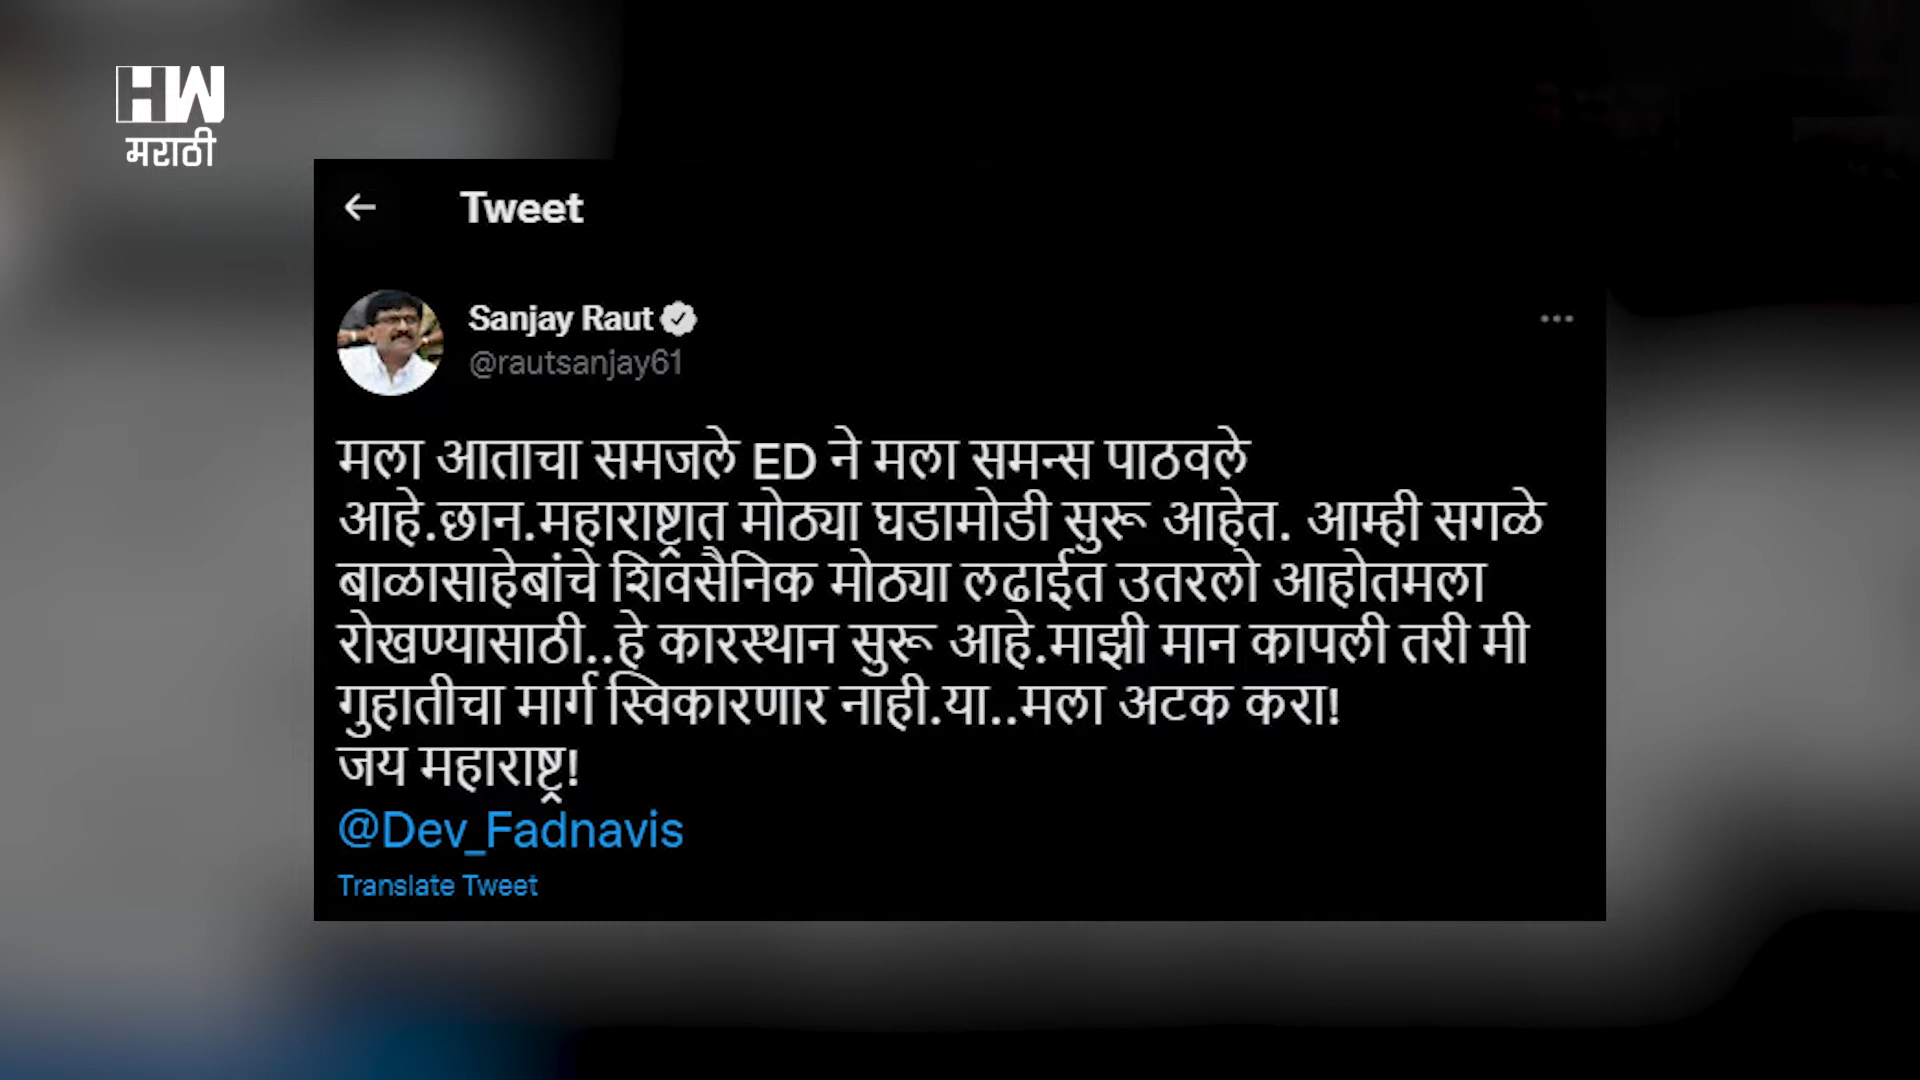 HW
मराठी
Tweet
Sanjay Raut
@rautsanjay61
मला आताचा समजले ED ने मला समन्स पाठवले
आहे.छान.महाराष्ट्रात मोठ्या घडामोडी सुरू आहेत. आम्ही सगळे
बाळासाहेबांचे शिवसैनिक मोठ्या लढाईत उतरलो आहोतमला
रोखण्यासाठी..हे कारस्थान सुरू आहे.माझी मान कापली तरी मी
गुहातीचा मार्ग स्विकारणार नाही.या..मला अटक करा!
जय महाराष्ट्र!
@Dev_Fadnavis
Translate Tweet